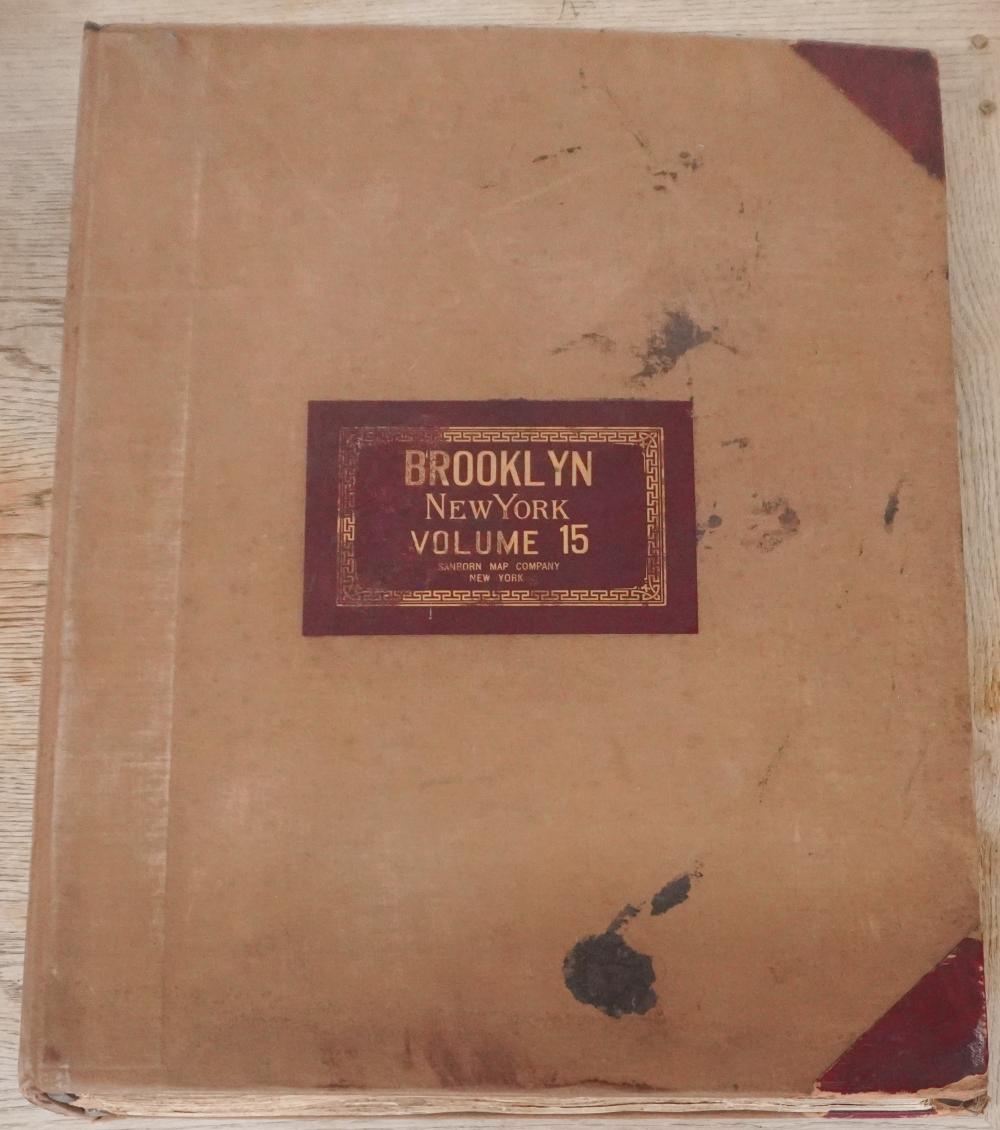 BROOKLYN
NEW YORK
VOLUME 15
SANBORN MAP COMPANY
NEW YORK